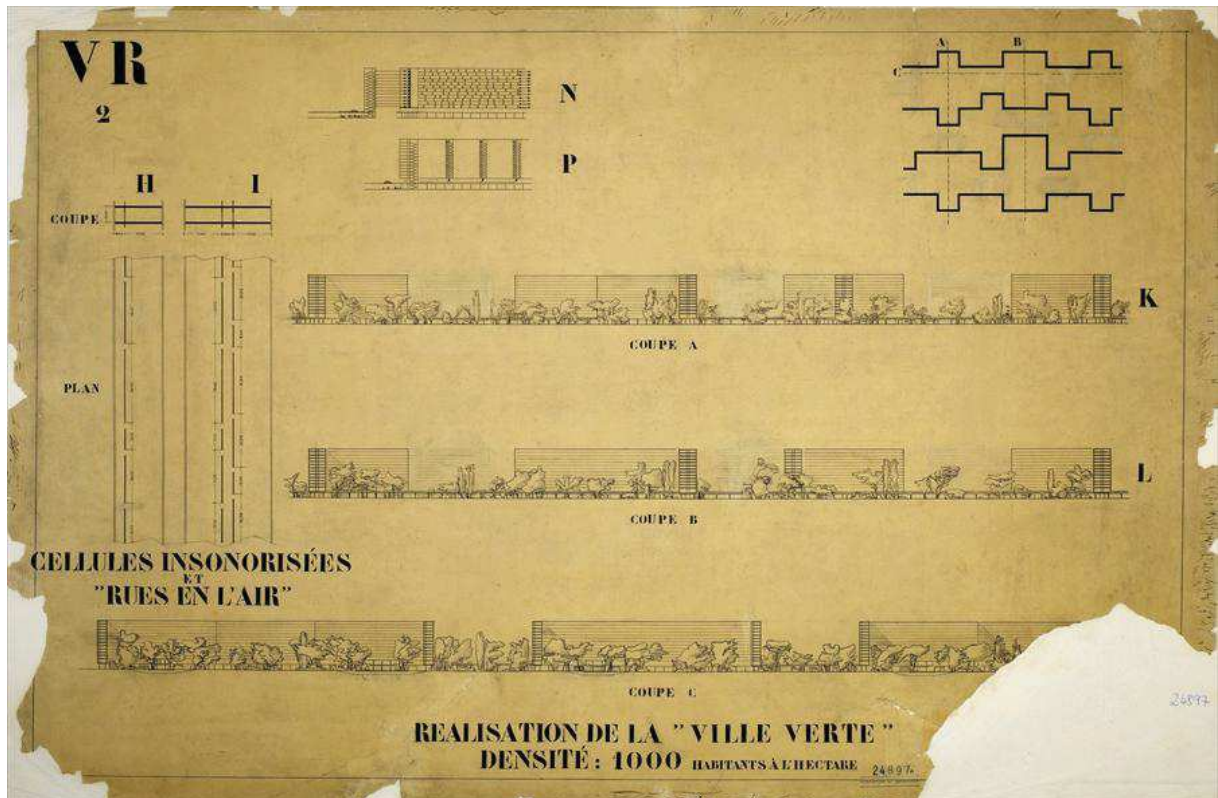 VR
2
N
P
A
B
C
H
I
COUPE
K
COUPE A
PLAN
L
COUPE B
CELLULES INSONORISÉES
ET
"RUES EN L'AIR"
COUPE C
24897
REALISATION DE LA "VILLE VERTE"
DENSITÉ: 1000 HABITANTS À L'HECTARE
24897